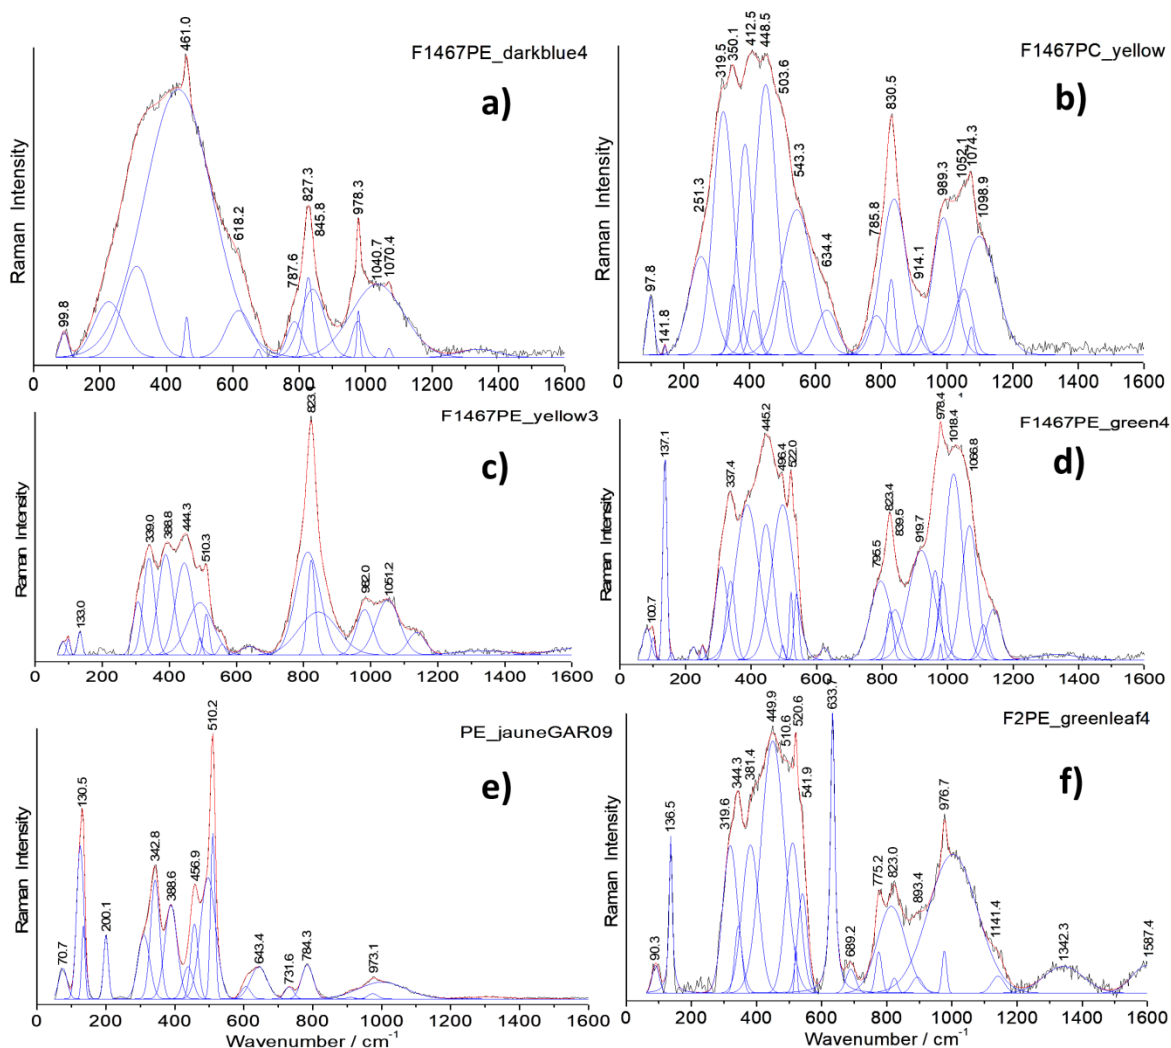 F1467PE_darkblue4
a)
461.0
99.8
618.2
787.6
827.3
845.8
978.3
1040.7
1070.4
Raman Intensity
0 200 400 600 800 1000 1200 1400 1600
F1467PC_yellow
b)
97.8
141.8
251.3
319.5
350.1
412.5
448.5
503.6
543.3
634.4
785.8
830.5
914.1
989.3
1052.1
1074.3
1098.9
Raman Intensity
0 200 400 600 800 1000 1200 1400 1600
F1467PE_yellow3
c)
133.0
339.0
388.8
444.3
510.3
982.0
1051.2
Raman Intensity
0 200 400 600 800 1000 1200 1400 1600
F1467PE_green4
d)
100.7
137.1
337.4
445.2
496.4
522.0
795.5
823.4
839.5
919.7
978.4
1018.4
1066.8
Raman Intensity
0 200 400 600 800 1000 1200 1400 1600
PE_jauneGAR09
e)
70.7
130.5
200.1
342.8
388.6
456.9
510.2
643.4
731.6
784.3
973.1
Raman Intensity
0 200 400 600 800 1000 1200 1400 1600
Wavenumber / cm⁻¹
F2PE_greenleaf4
f)
90.3
136.5
319.6
344.3
381.4
449.9
510.6
520.6
541.9
689.2
775.2
823.0
893.4
976.7
1141.4
1342.3
1587.4
Raman Intensity
0 200 400 600 800 1000 1200 1400 1600
Wavenumber / cm⁻¹